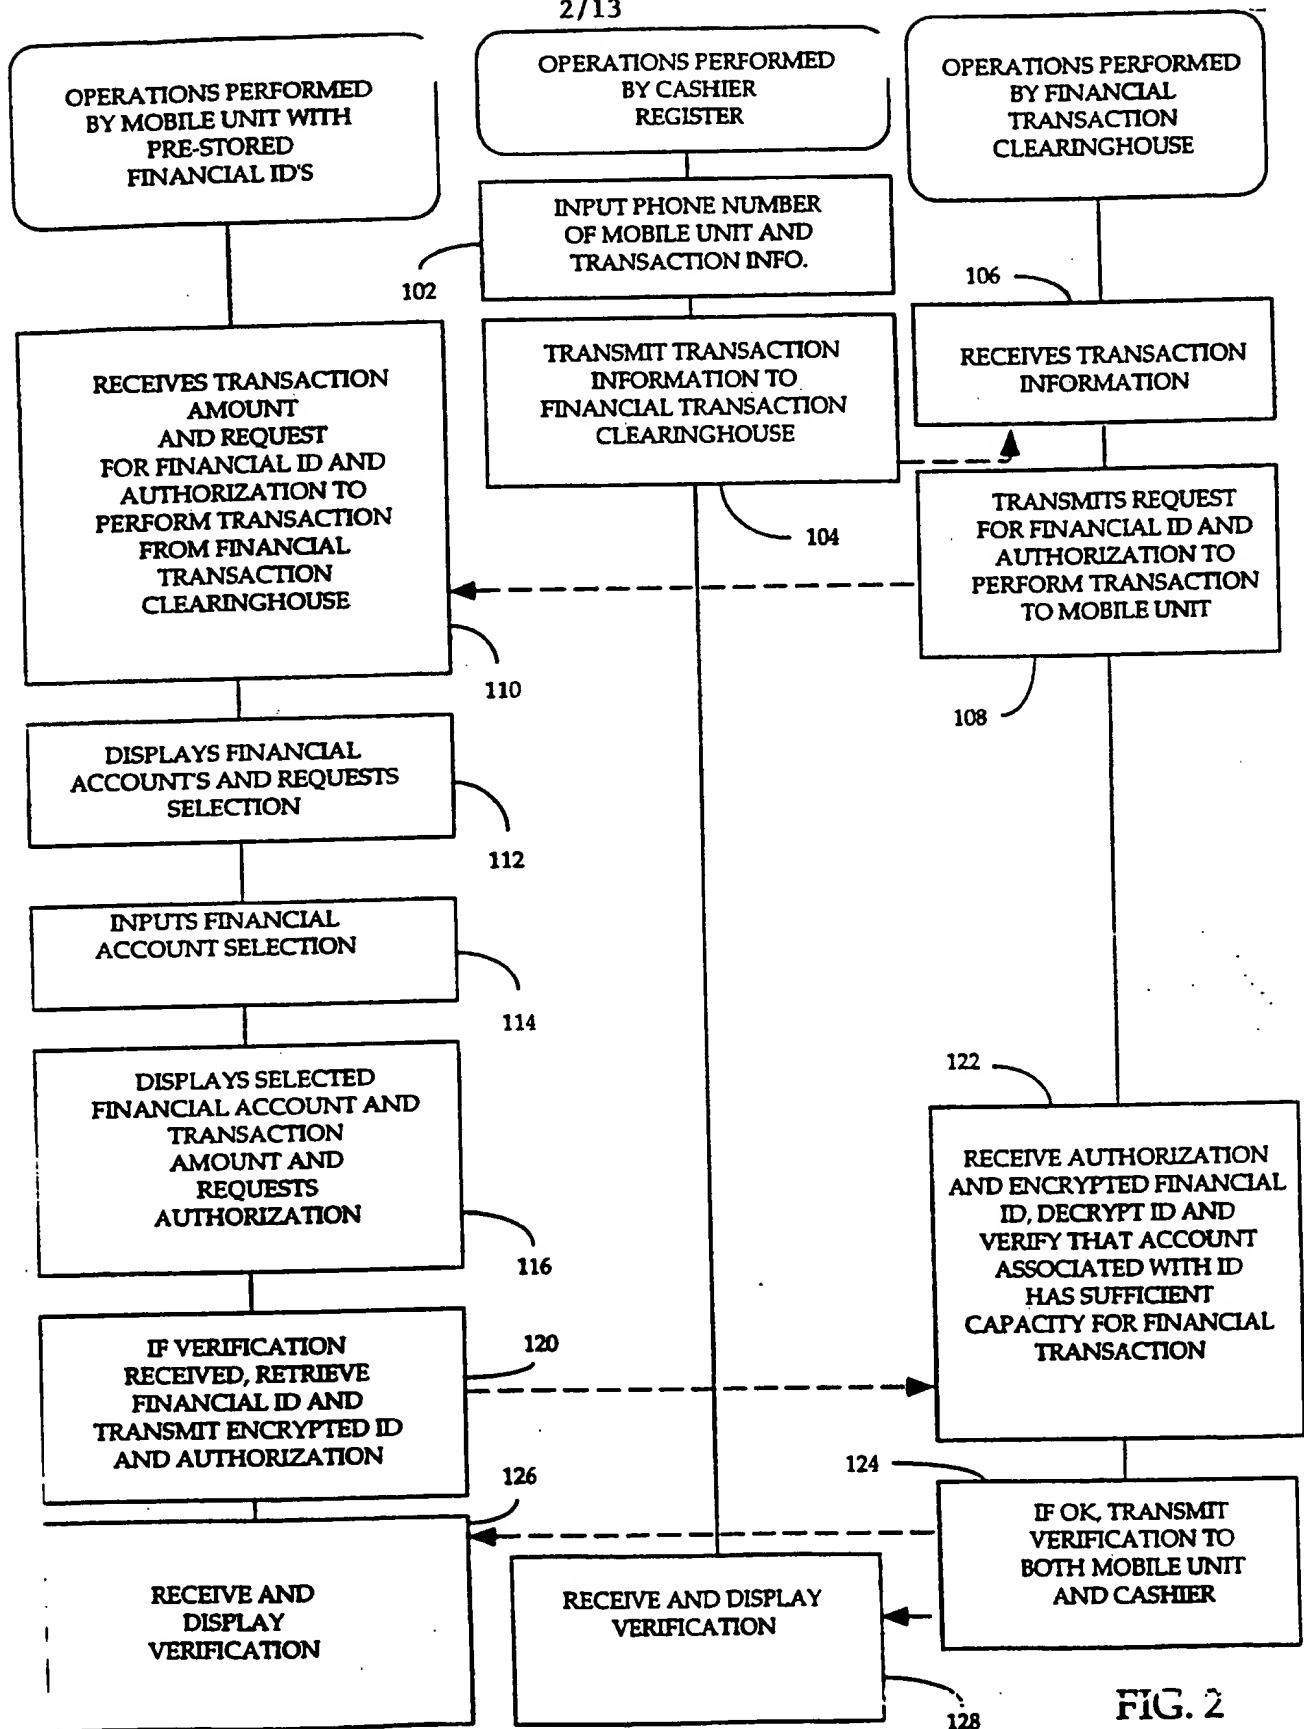 2/13
OPERATIONS PERFORMED
BY MOBILE UNIT WITH
PRE-STORED
FINANCIAL ID'S
OPERATIONS PERFORMED
BY CASHIER
REGISTER
OPERATIONS PERFORMED
BY FINANCIAL
TRANSACTION
CLEARINGHOUSE
INPUT PHONE NUMBER
OF MOBILE UNIT AND
TRANSACTION INFO.
102
106
RECEIVES TRANSACTION
AMOUNT
AND REQUEST
FOR FINANCIAL ID AND
AUTHORIZATION TO
PERFORM TRANSACTION
FROM FINANCIAL
TRANSACTION
CLEARINGHOUSE
TRANSMIT TRANSACTION
INFORMATION TO
FINANCIAL TRANSACTION
CLEARINGHOUSE
RECEIVES TRANSACTION
INFORMATION
104
TRANSMITS REQUEST
FOR FINANCIAL ID AND
AUTHORIZATION TO
PERFORM TRANSACTION
TO MOBILE UNIT
110
108
DISPLAYS FINANCIAL
ACCOUNT'S AND REQUESTS
SELECTION
112
INPUTS FINANCIAL
ACCOUNT SELECTION
114
DISPLAYS SELECTED
FINANCIAL ACCOUNT AND
TRANSACTION
AMOUNT AND
REQUESTS
AUTHORIZATION
116
122
RECEIVE AUTHORIZATION
AND ENCRYPTED FINANCIAL
ID, DECRYPT ID AND
VERIFY THAT ACCOUNT
ASSOCIATED WITH ID
HAS SUFFICIENT
CAPACITY FOR FINANCIAL
TRANSACTION
IF VERIFICATION
RECEIVED, RETRIEVE
FINANCIAL ID AND
TRANSMIT ENCRYPTED ID
AND AUTHORIZATION
120
124
126
IF OK, TRANSMIT
VERIFICATION TO
BOTH MOBILE UNIT
AND CASHIER
RECEIVE AND
DISPLAY
VERIFICATION
RECEIVE AND DISPLAY
VERIFICATION
128
FIG. 2